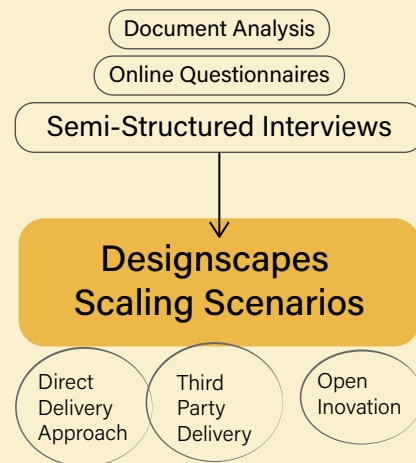 Document Analysis
Online Questionnaires
Semi-Structured Interviews
Designscapes
Scaling Scenarios
Direct
Delivery
Approach
Third
Party
Delivery
Open
Inovation